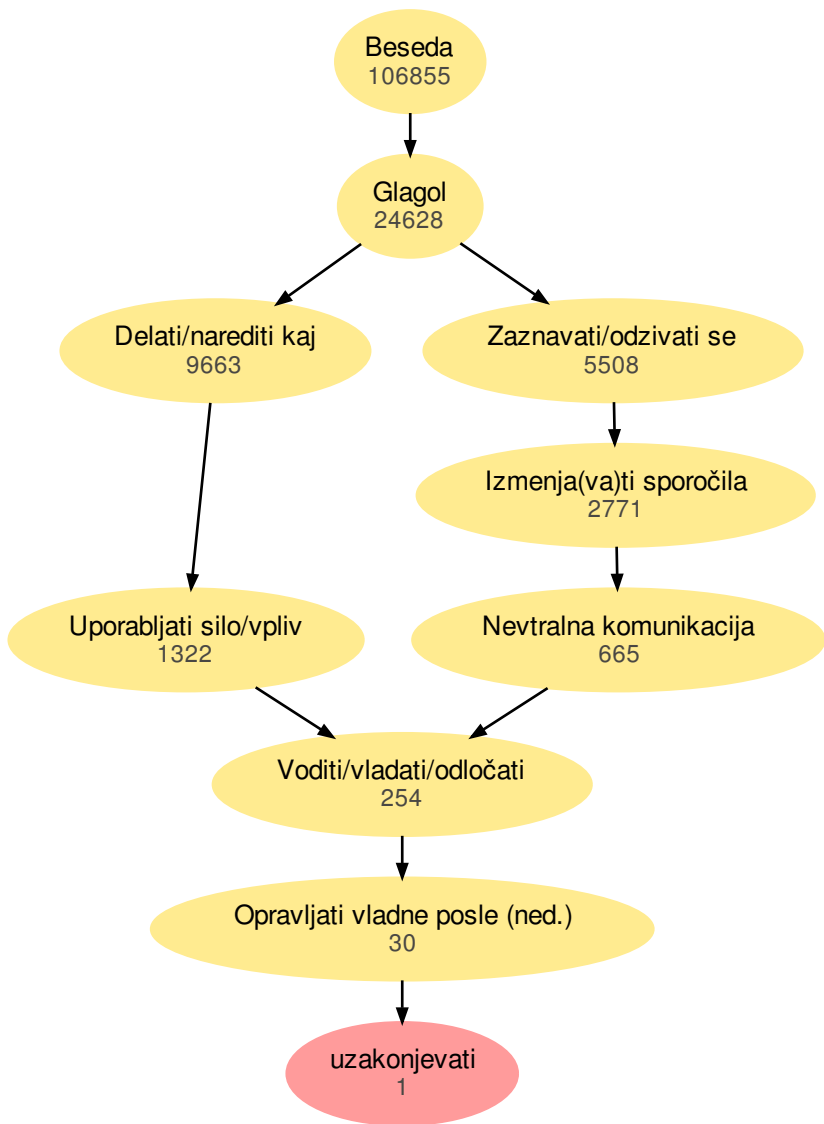 Beseda
106855
Glagol
24628
Delati/narediti kaj
9663
Zaznavati/odzivati se
5508
Izmenja(va)ti sporočila
2771
Uporabljati silo/vpliv
1322
Nevtralna komunikacija
665
Voditi/vladati/odločati
254
Opravljati vladne posle (ned.)
30
uzakonjevati
1